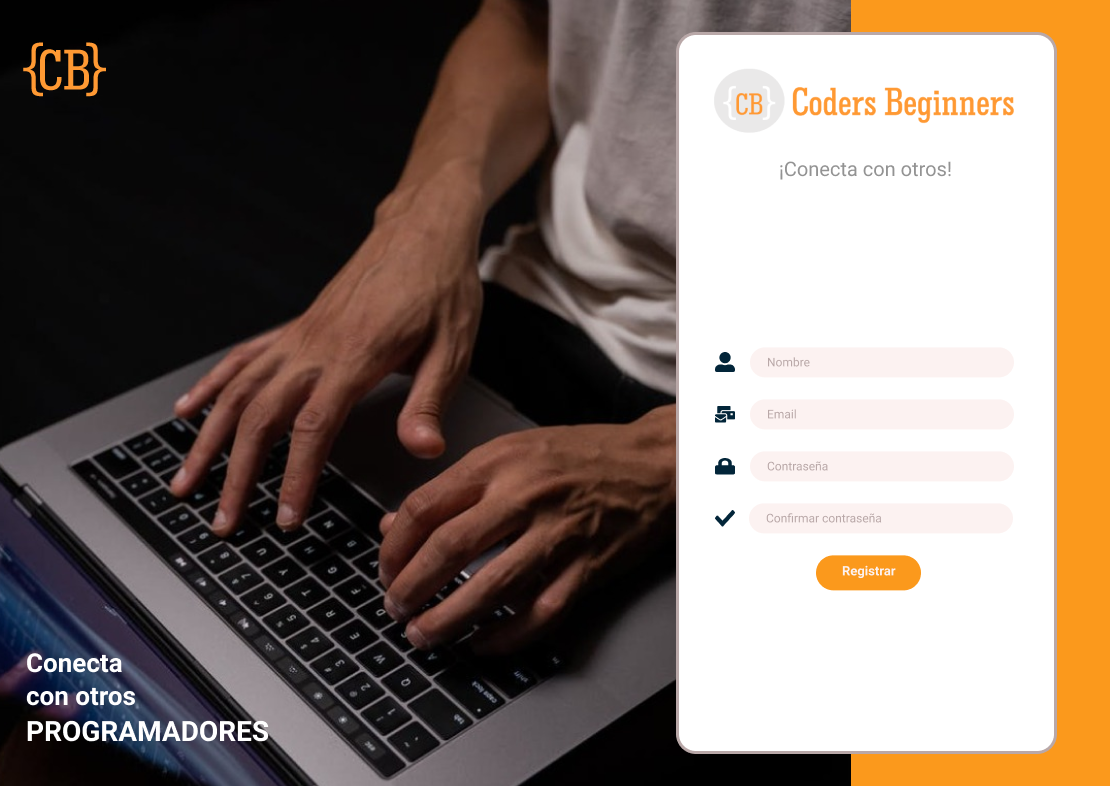 {CB}
{CB} Coders Beginners
¡Conecta con otros!
Nombre
Email
Contraseña
Confirmar contraseña
Registrar
Conecta
con otros
PROGRAMADORES